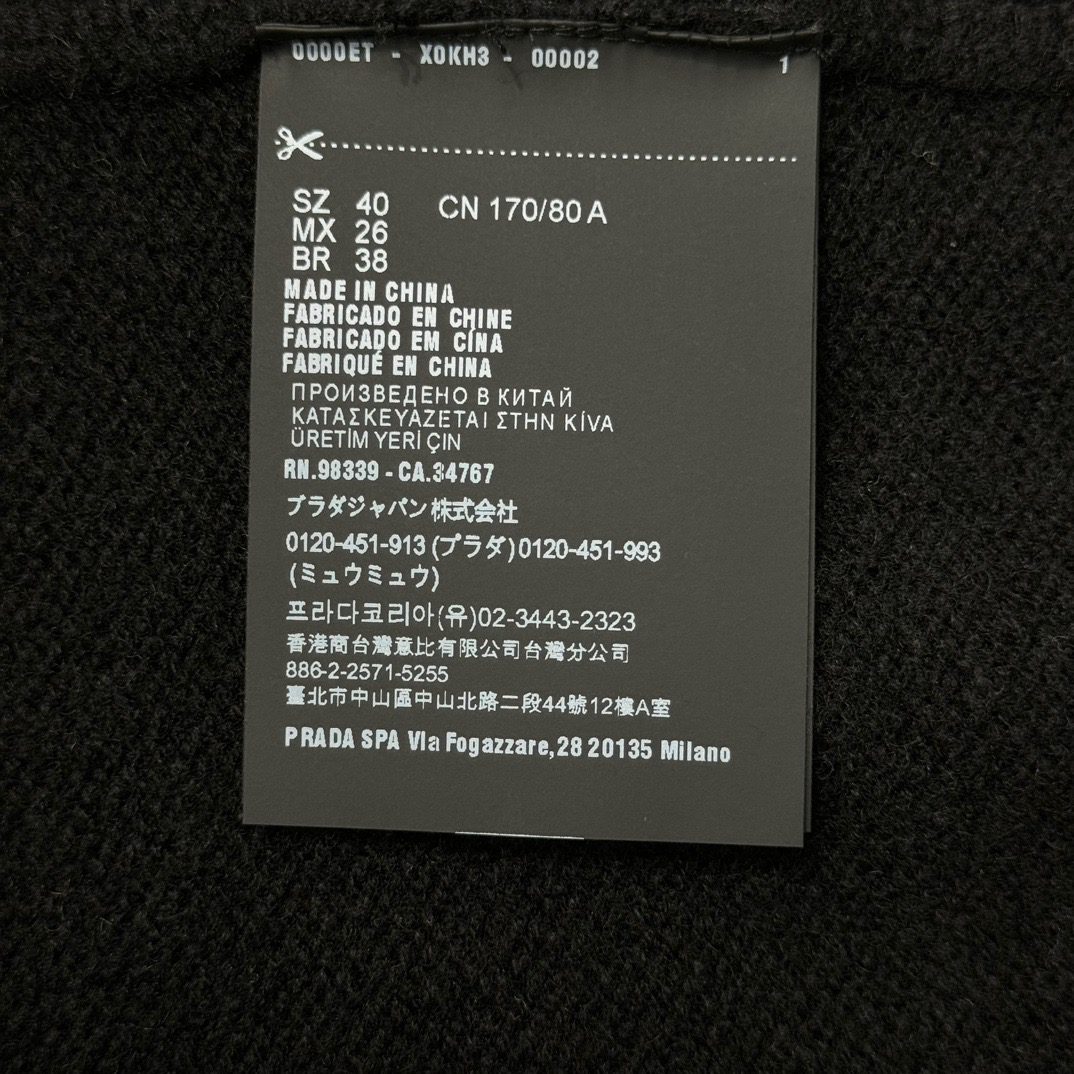 0000ET - X0KH3 - 00002 1
SZ 40 CN 170/80 A
MX 26
BR 38
MADE IN CHINA
FABRICADO EN CHINE
FABRICADO EM CÍNA
FABRIQUÉ EN CHINA
ПРОИЗВЕДЕНО В КИТАЙ
ΚΑΤΑΣΚΕΥΑΖΕΤΑΙ ΣΤΗΝ ΚίVΑ
ÜRETİM YERİ ÇIN
RN.98339 - CA.34767
プラダジャパン株式会社
0120-451-913 (プラダ)0120-451-993
(ミュウミュウ)
프라다코리아(유)02-3443-2323
香港商台灣意比有限公司台灣分公司
886-2-2571-5255
臺北市中山區中山北路二段44號12樓A室
PRADA SPA VIa Fogazzare,28 20135 Milano